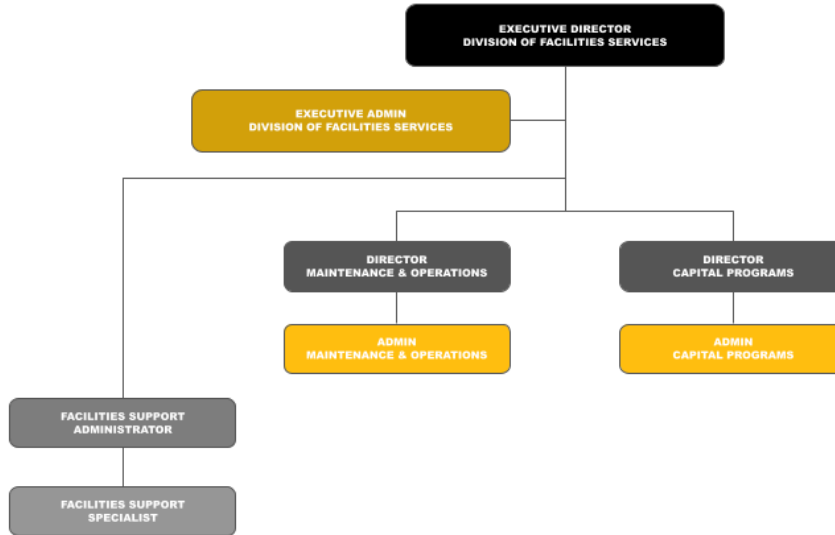 EXECUTIVE DIRECTOR
DIVISION OF FACILITIES SERVICES
EXECUTIVE ADMIN
DIVISION OF FACILITIES SERVICES
DIRECTOR
MAINTENANCE & OPERATIONS
DIRECTOR
CAPITAL PROGRAMS
ADMIN
MAINTENANCE & OPERATIONS
ADMIN
CAPITAL PROGRAMS
FACILITIES SUPPORT
ADMINISTRATOR
FACILITIES SUPPORT
SPECIALIST